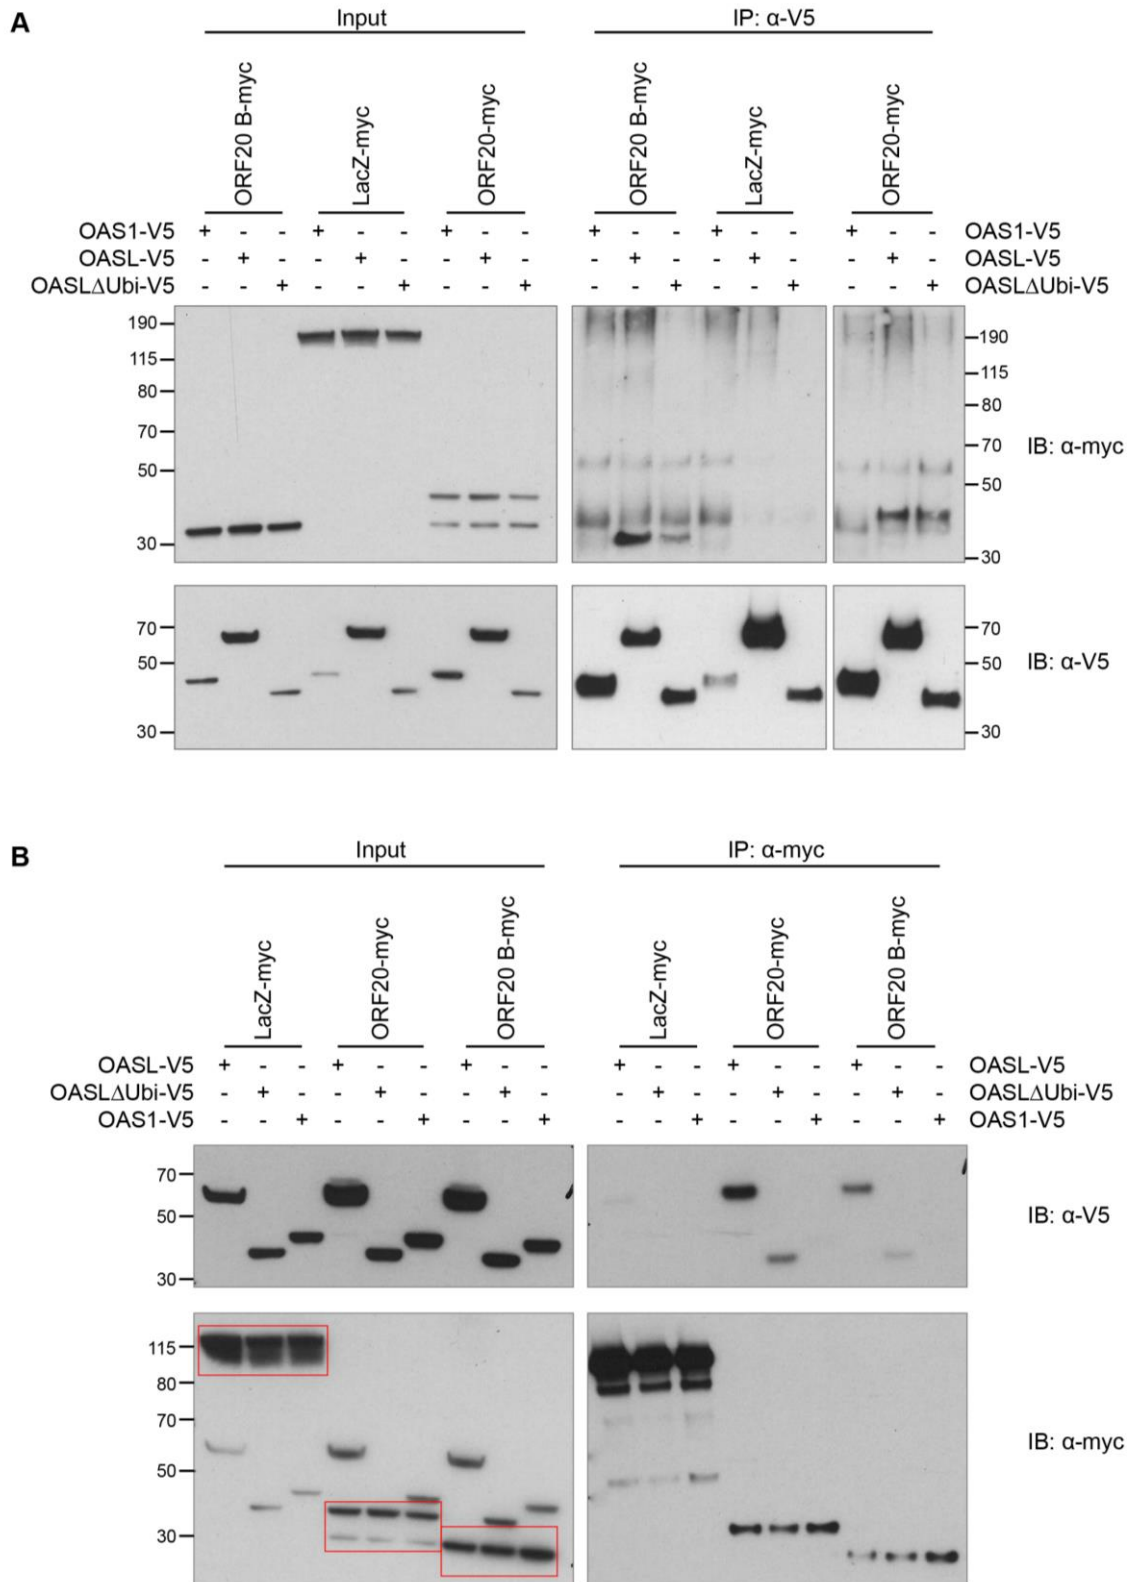 A
Input
IP: α-V5
ORF20 B-myc
LacZ-myc
ORF20-myc
ORF20 B-myc
LacZ-myc
ORF20-myc
OAS1-V5 + - - + - - + - - + - - + - - + - - OAS1-V5
OASL-V5 - + - - + - - + - - + - - + - - + - OASL-V5
OASLΔUbi-V5 - - + - - + - - + - - + - - + - - + OASLΔUbi-V5
190
115
80
70
50
30
190
115
80
70
50
30
IB: α-myc
70
50
30
70
50
30
IB: α-V5
B
Input
IP: α-myc
LacZ-myc
ORF20-myc
ORF20 B-myc
LacZ-myc
ORF20-myc
ORF20 B-myc
OASL-V5 + - - + - - + - - + - - + - - + - - OASL-V5
OASLΔUbi-V5 - + - - + - - + - - + - - + - - + - OASLΔUbi-V5
OAS1-V5 - - + - - + - - + - - + - - + - - + OAS1-V5
70
50
30
IB: α-V5
115
80
70
50
30
IB: α-myc